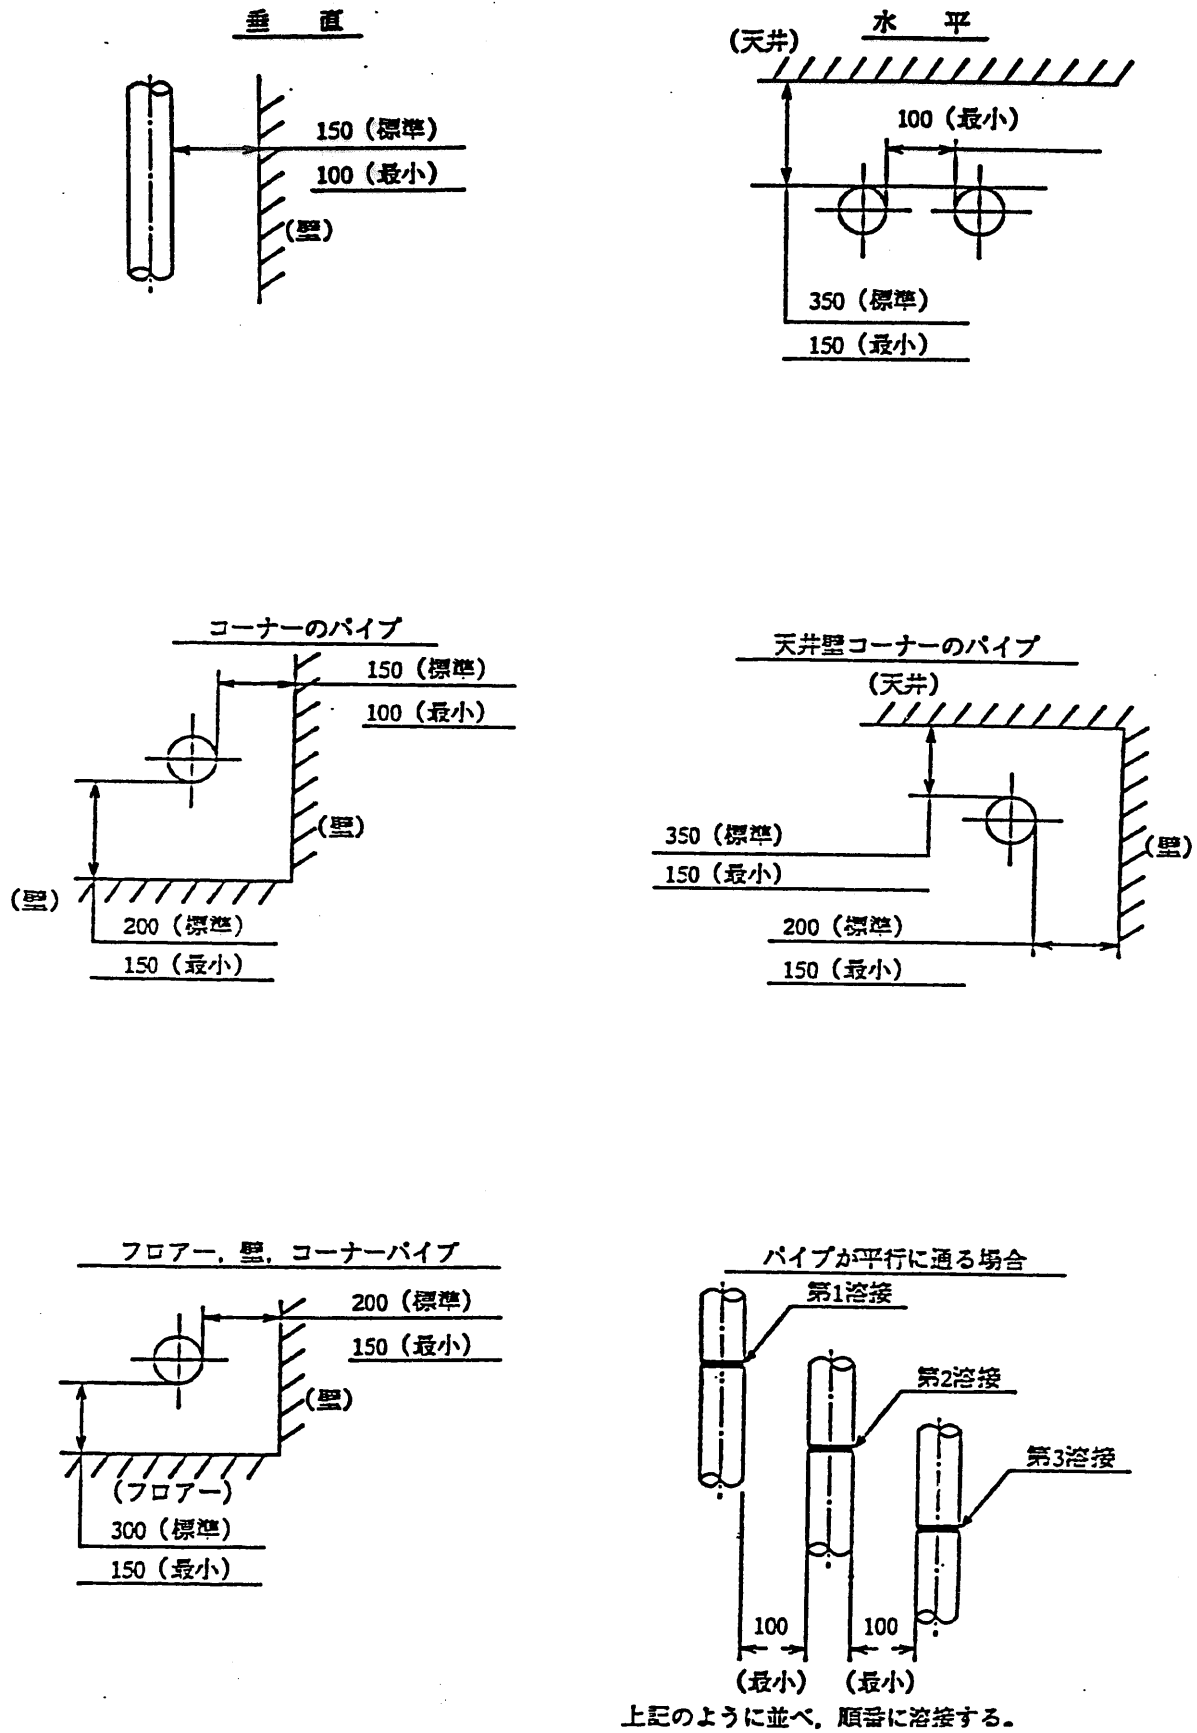 垂 直
150 (標準)
100 (最小)
(壁)
水 平
(天井)
100 (最小)
350 (標準)
150 (最小)
コーナーのパイプ
150 (標準)
100 (最小)
(壁)
(壁)
200 (標準)
150 (最小)
天井壁コーナーのパイプ
(天井)
(壁)
350 (標準)
150 (最小)
200 (標準)
150 (最小)
フロアー, 壁, コーナーパイプ
200 (標準)
150 (最小)
(壁)
(フロアー)
300 (標準)
150 (最小)
パイプが平行に通る場合
第1溶接
第2溶接
第3溶接
100 100
(最小) (最小)
上記のように並べ, 順番に溶接する。